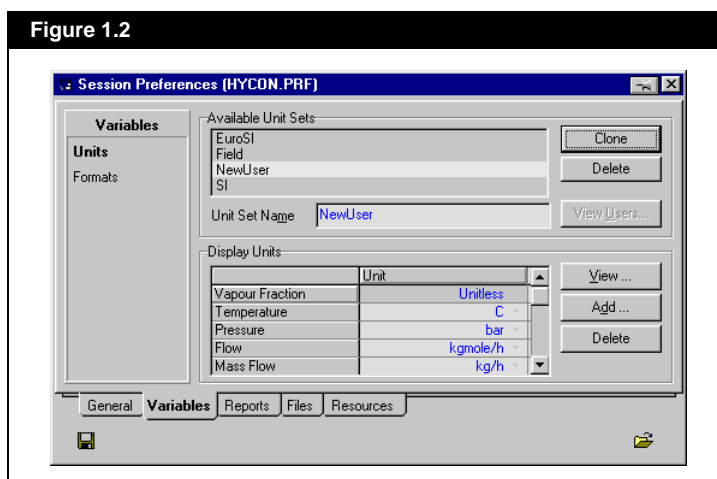 Figure 1.2
Session Preferences (HYCON.PRF)
Variables
Units
Formats
Available Unit Sets
EuroSI
Field
NewUser
SI
Unit Set Name NewUser
Clone
Delete
View Users...
Display Units
Unit
Vapour Fraction Unitless
Temperature C
Pressure bar
Flow kgmole/h
Mass Flow kg/h
View ...
Add ...
Delete
General Variables Reports Files Resources